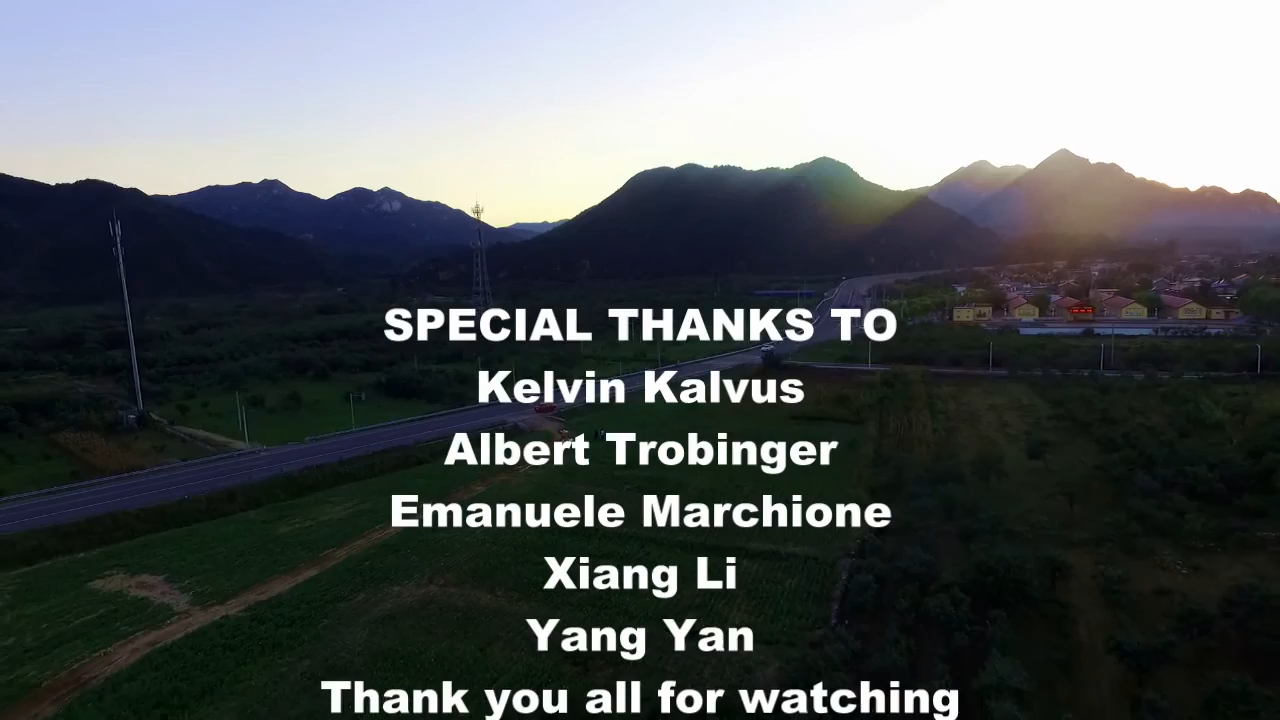 SPECIAL THANKS TO
Kelvin Kalvus
Albert Trobinger
Emanuele Marchione
Xiang Li
Yang Yan
Thank you all for watching